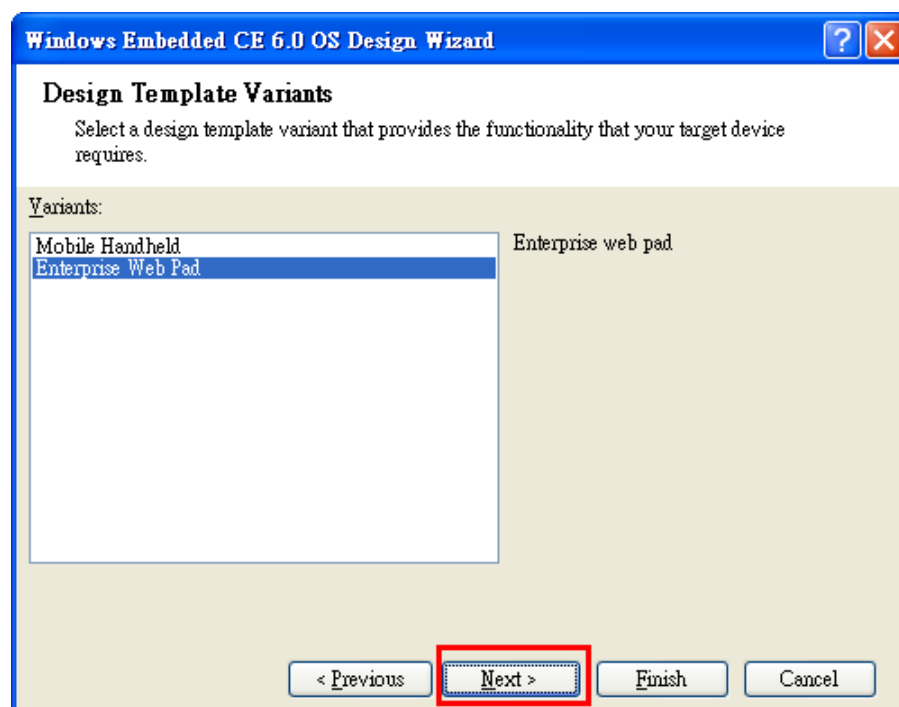 Windows Embedded CE 6.0 OS Design Wizard
Design Template Variants
Select a design template variant that provides the functionality that your target device
requires.
Variants:
Mobile Handheld
Enterprise Web Pad
Enterprise web pad
< Previous
Next >
Finish
Cancel